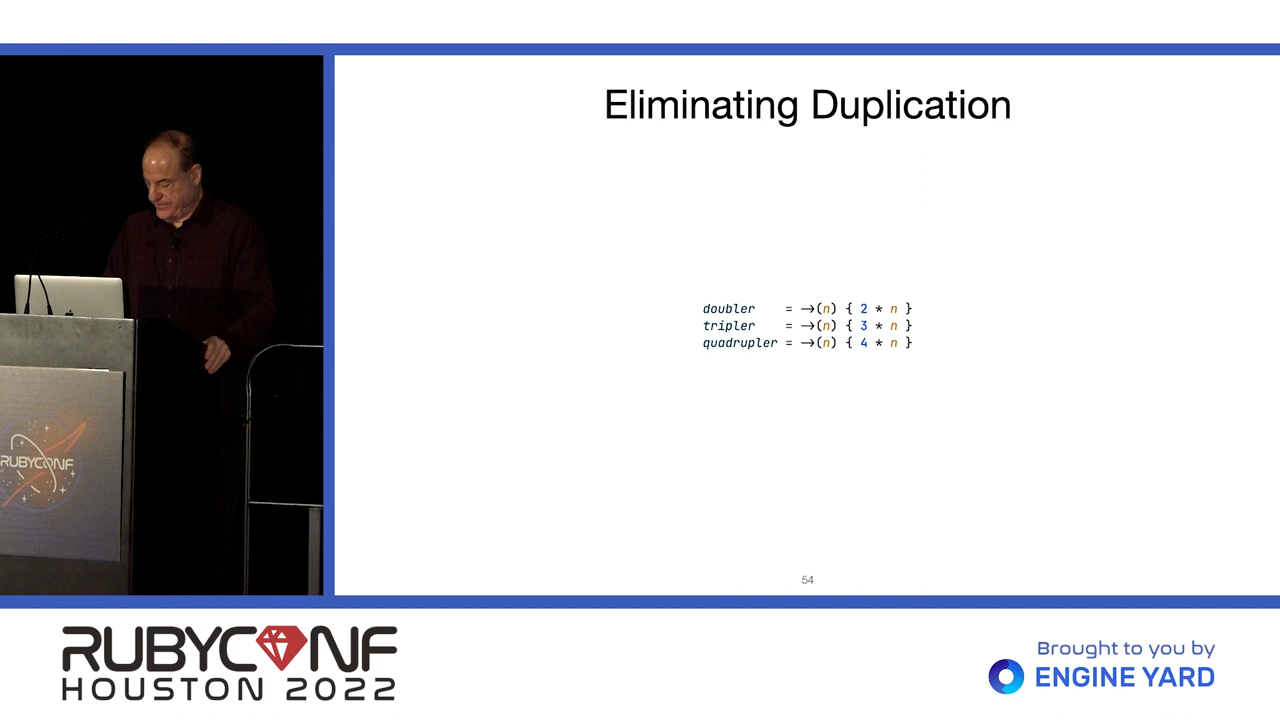 Eliminating Duplication
doubler = ->(n) { 2 * n }
tripler = ->(n) { 3 * n }
quadrupler = ->(n) { 4 * n }
54
RUBYCONF
RUBYCONF
HOUSTON 2022
Brought to you by
ENGINE YARD